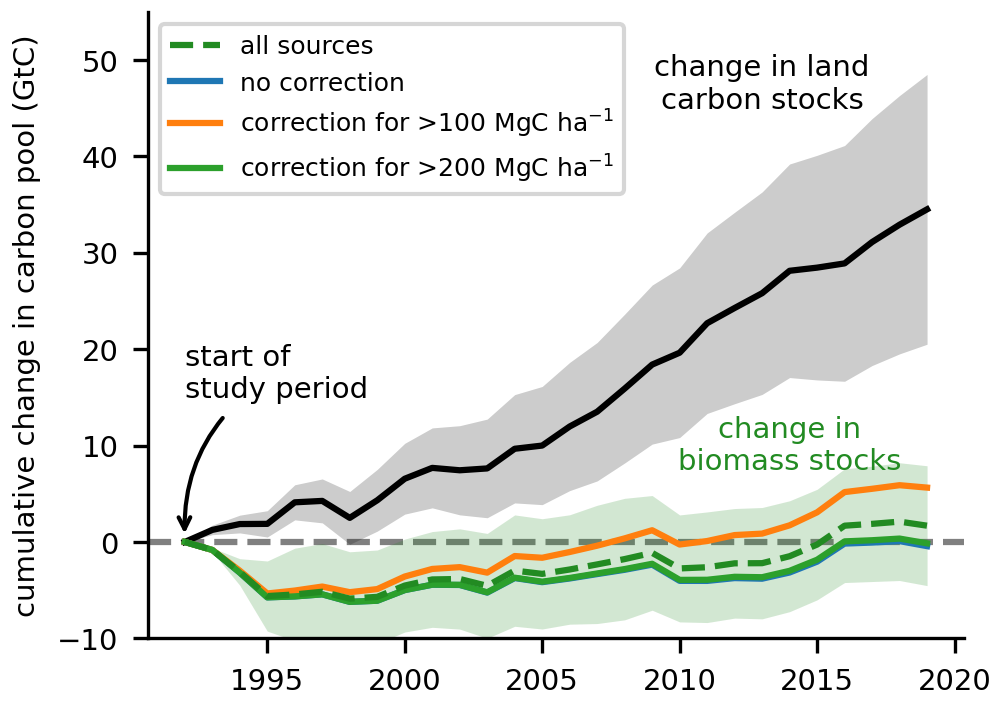 cumulative change in carbon pool (GtC)
50
40
30
20
10
0
−10
all sources
no correction
correction for >100 MgC ha⁻¹
correction for >200 MgC ha⁻¹
change in land
carbon stocks
start of
study period
change in
biomass stocks
1995
2000
2005
2010
2015
2020